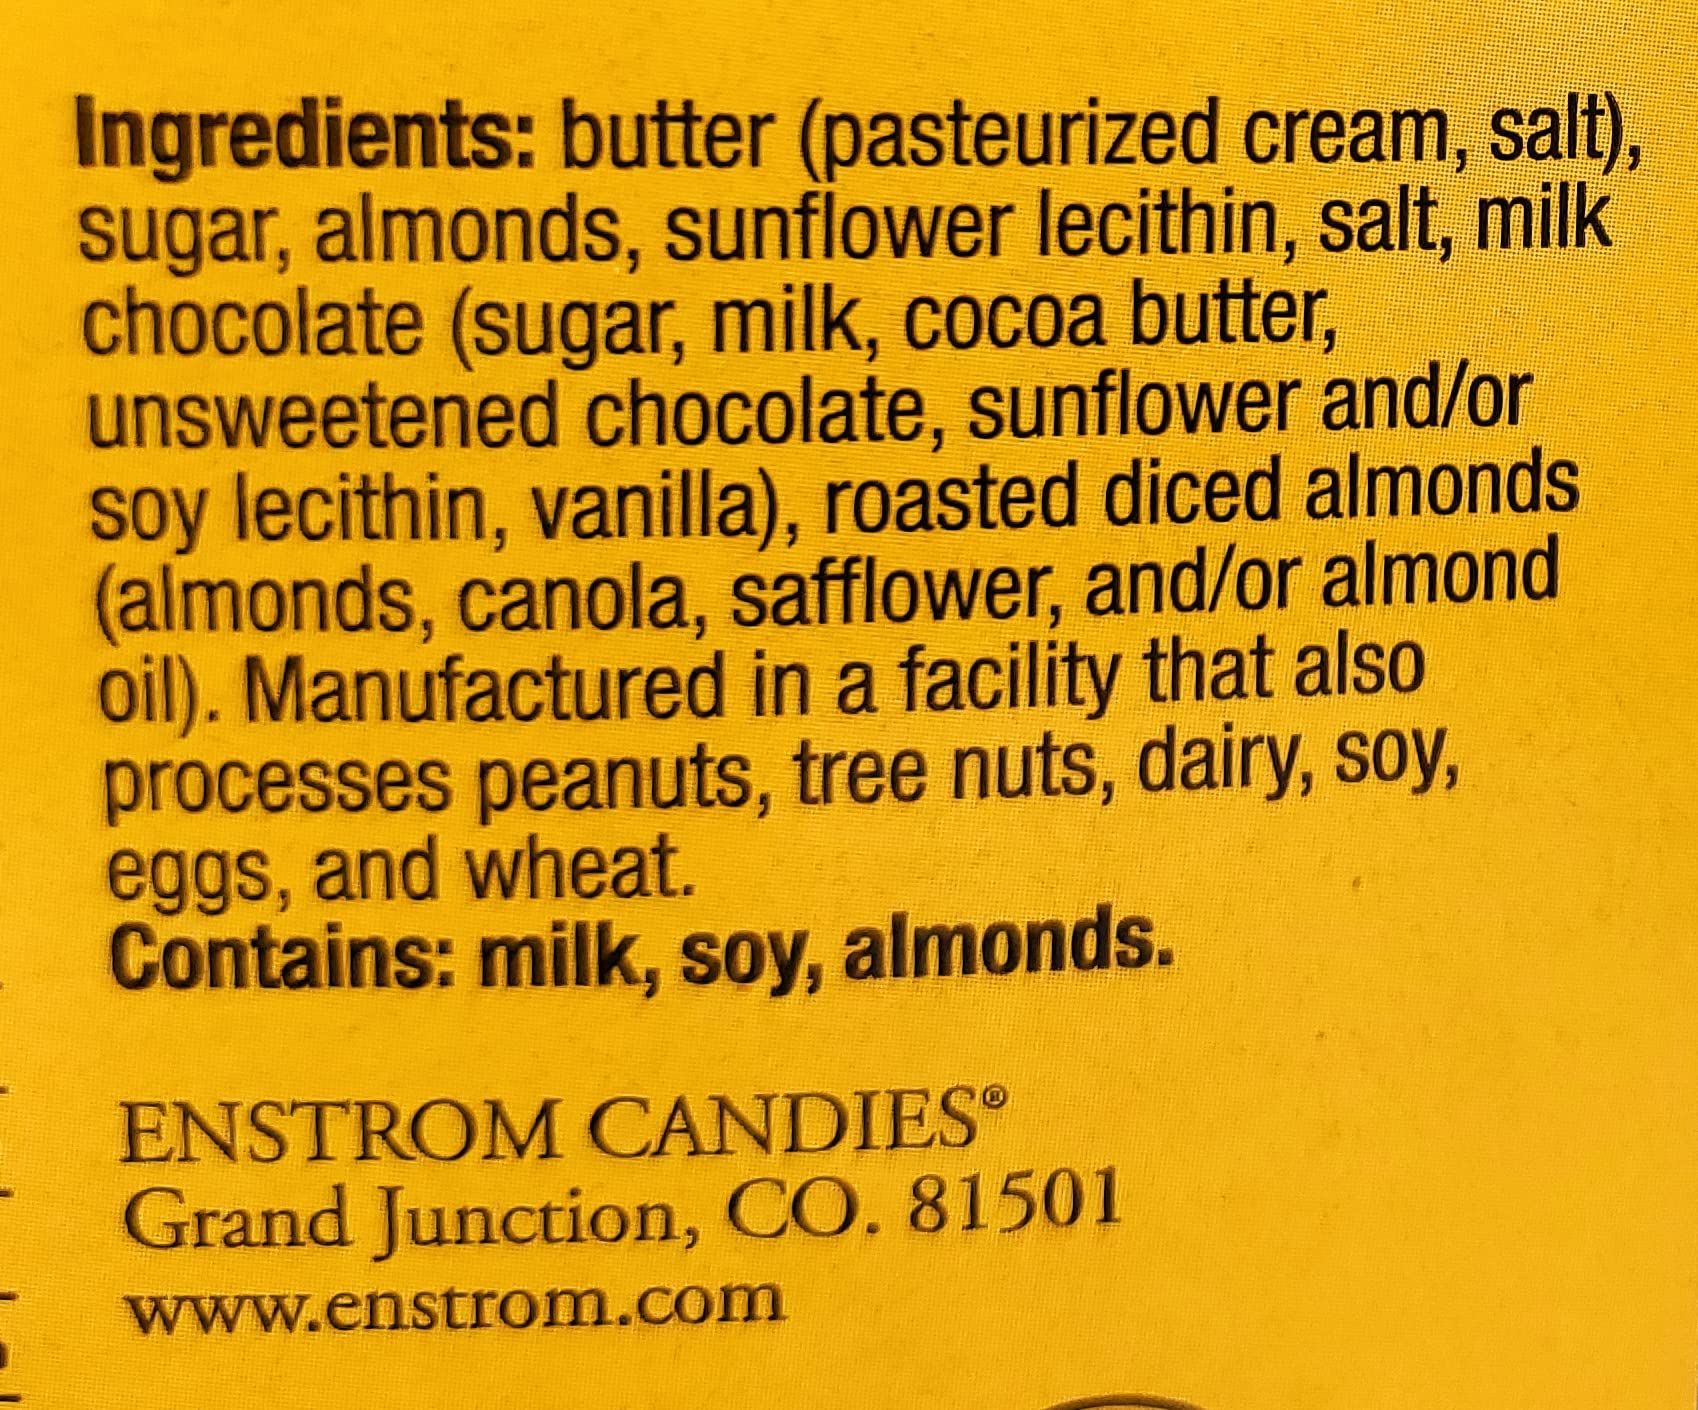 Ingredients: butter (pasteurized cream, salt),
sugar, almonds, sunflower lecithin, salt, milk
chocolate (sugar, milk, cocoa butter,
unsweetened chocolate, sunflower and/or
soy lecithin, vanilla), roasted diced almonds
(almonds, canola, safflower, and/or almond
oil). Manufactured in a facility that also
processes peanuts, tree nuts, dairy, soy,
eggs, and wheat.
Contains: milk, soy, almonds.
ENSTROM CANDIES®
Grand Junction, CO. 81501
www.enstrom.com